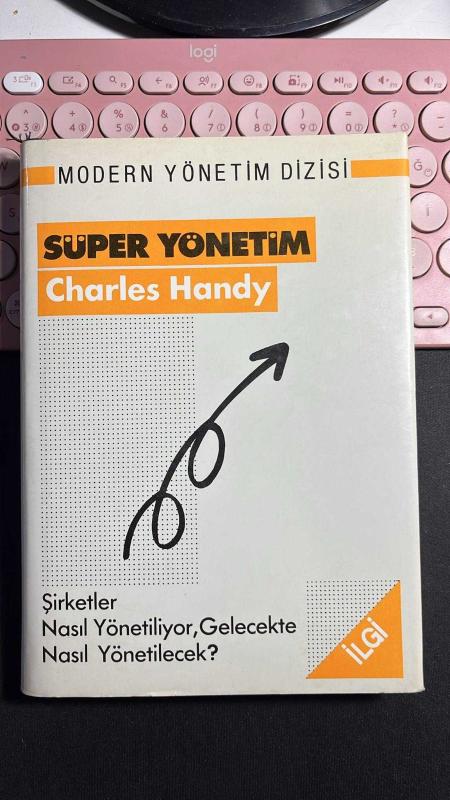 logi
MODERN YÖNETİM DİZİSİ
SÜPER YÖNETİM
Charles Handy
Şirketler
Nasıl Yönetiliyor, Gelecekte
Nasıl Yönetilecek?
İLGİ